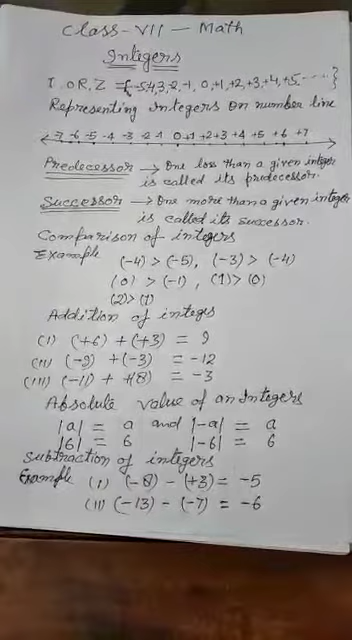 Class-VII — Math
Intigers
I OR, Z = {-5,4,3,-2,-1, 0,+1,+2,+3,+4,+5.....}
Representing Integers on number line
-7 -6 -5 -4 -3 -2 -1 0 +1 +2 +3 +4 +5 +6 +7
Predecessor → One less than a given integer
is called its predecessor.
Successor → One more than a given integer
is called its successor.
Comparison of integers
Example (-4) > (-5), (-3) > (-4)
(0) > (-1), (1) > (0)
(2) > (1)
Addition of integes
(I) (+6) + (+3) = 9
(II) (-9) + (-3) = -12
(III) (-11) + +(8) = -3
Absolute value of an Integers
|a| = a and |-a| = a
|6| = 6 |-6| = 6
Subtraction of integers
Example (I) (-8) - (+3) = -5
(II) (-13) - (-7) = -6